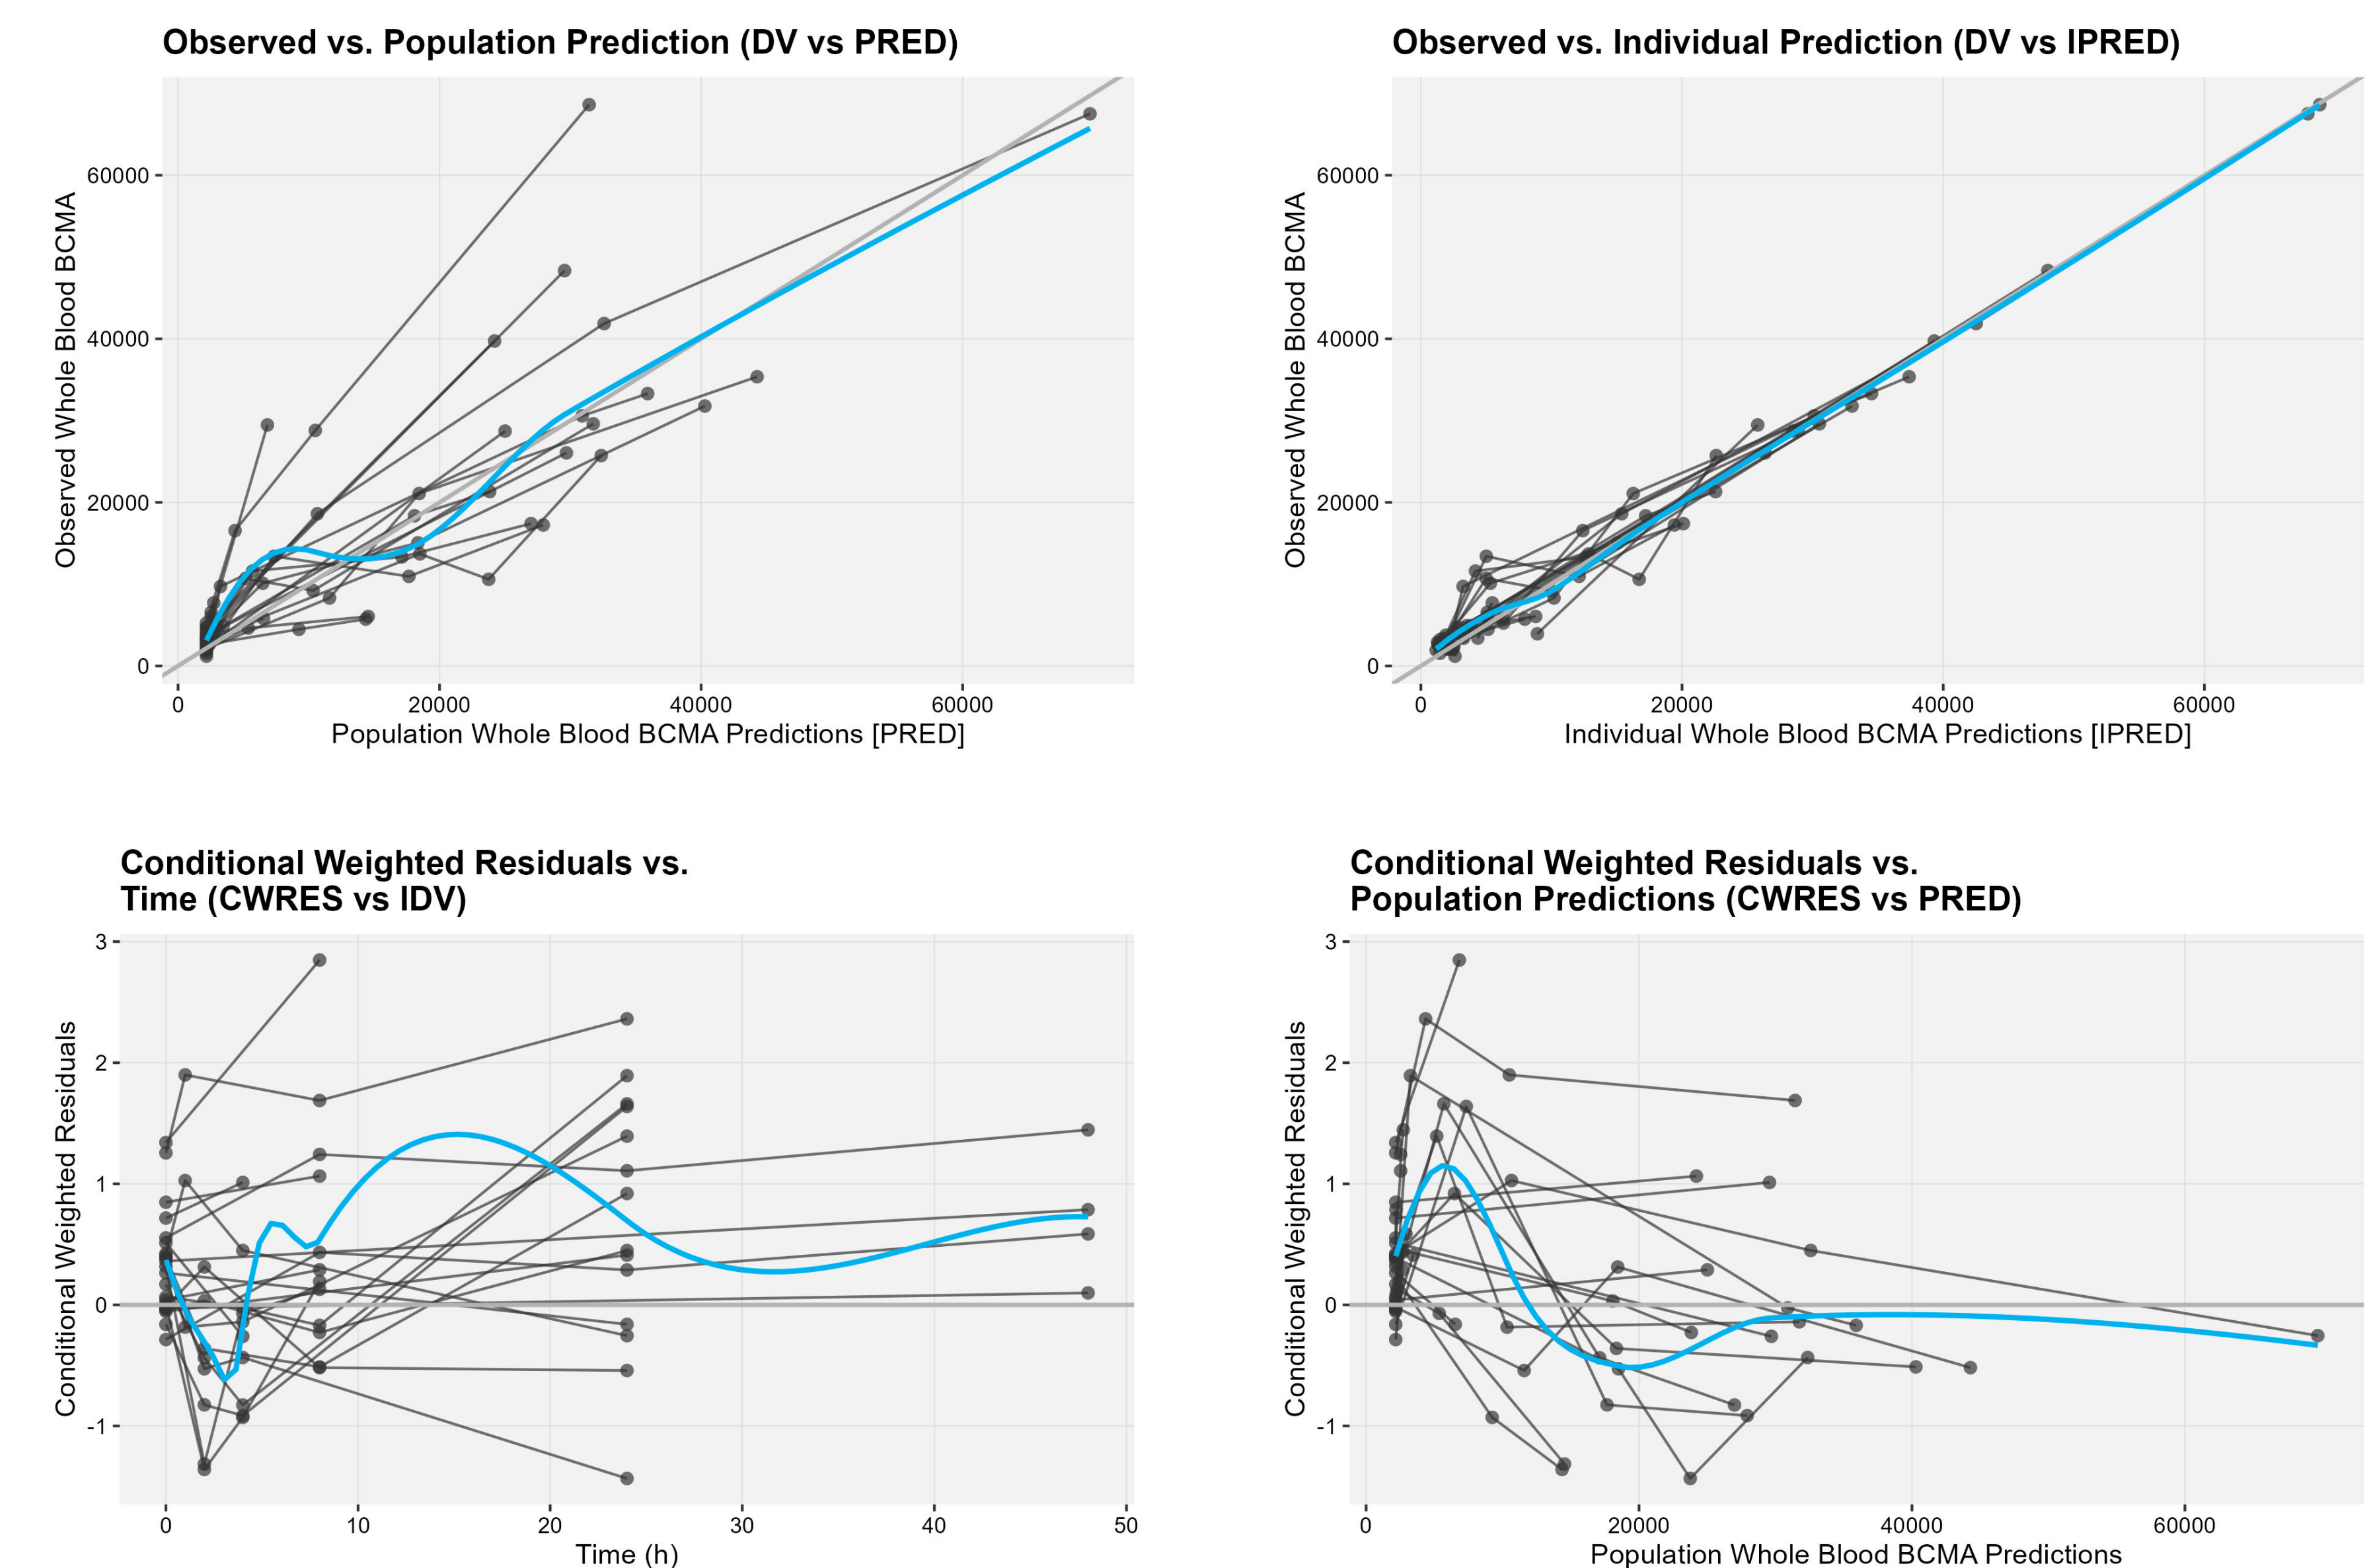 Observed vs. Population Prediction (DV vs PRED)
Observed Whole Blood BCMA
60000
40000
20000
0
0 20000 40000 60000
Population Whole Blood BCMA Predictions [PRED]
Observed vs. Individual Prediction (DV vs IPRED)
Observed Whole Blood BCMA
60000
40000
20000
0
0 20000 40000 60000
Individual Whole Blood BCMA Predictions [IPRED]
Conditional Weighted Residuals vs.
Time (CWRES vs IDV)
Conditional Weighted Residuals
3
2
1
0
-1
0 10 20 30 40 50
Time (h)
Conditional Weighted Residuals vs.
Population Predictions (CWRES vs PRED)
Conditional Weighted Residuals
3
2
1
0
-1
0 20000 40000 60000
Population Whole Blood BCMA Predictions